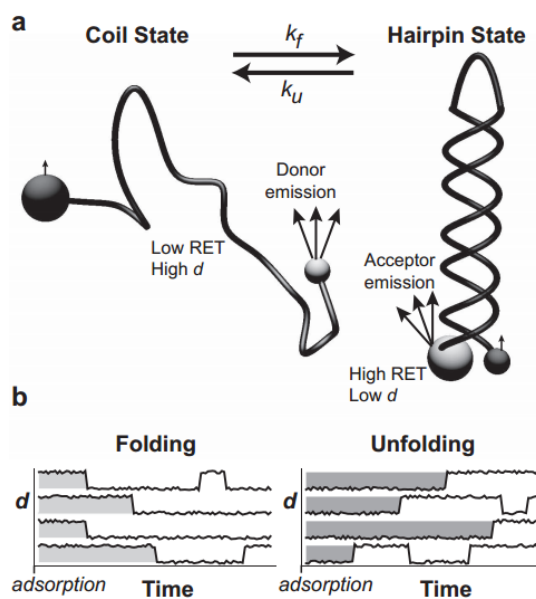 a
Coil State
k_f
k_u
Hairpin State
Donor
emission
Low RET
High d
Acceptor
emission
High RET
Low d
b
Folding
Unfolding
d
d
adsorption
Time
adsorption
Time